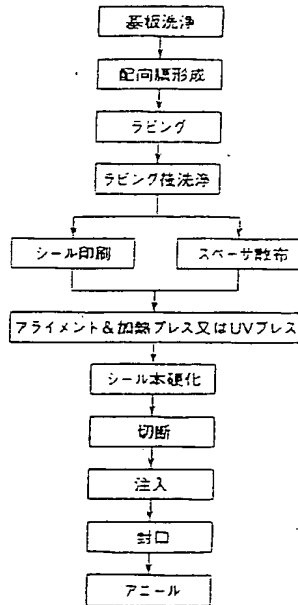 基板洗浄
配向膜形成
ラビング
ラビング後洗浄
シール印刷
スペーサ散布
アライメント&加熱プレス又はUVプレス
シール本硬化
切断
注入
封口
アニール